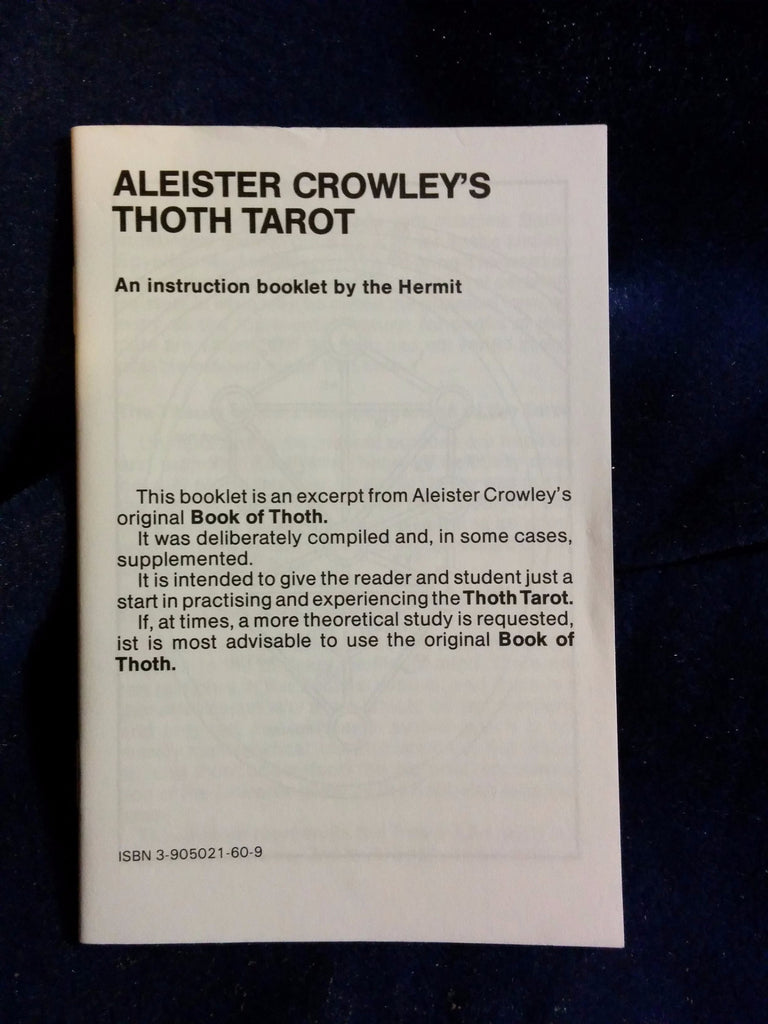 ALEISTER CROWLEY'S
THOTH TAROT
An instruction booklet by the Hermit
This booklet is an excerpt from Aleister Crowley's
original Book of Thoth.
It was deliberately compiled and, in some cases,
supplemented.
It is intended to give the reader and student just a
start in practising and experiencing the Thoth Tarot.
If, at times, a more theoretical study is requested,
ist is most advisable to use the original Book of
Thoth.
ISBN 3-905021-60-9